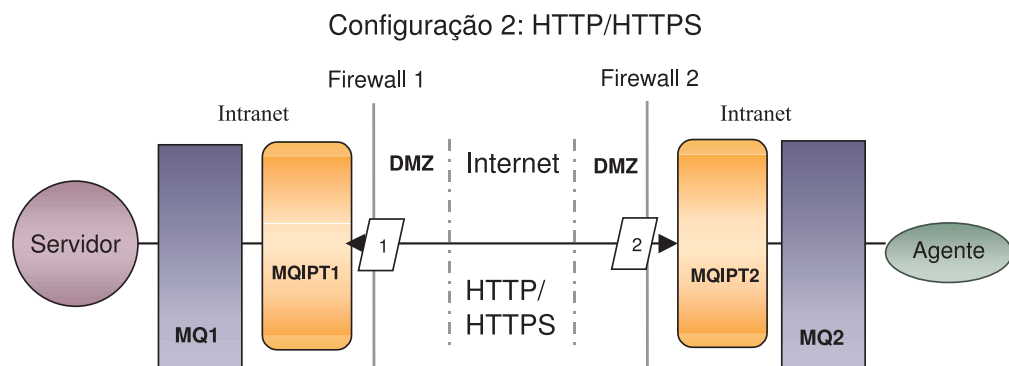 Configuração 2: HTTP/HTTPS
Firewall 1
Firewall 2
Intranet
Intranet
DMZ
Internet
DMZ
Servidor
1
2
Agente
MQIPT1
MQIPT2
HTTP/
HTTPS
MQ1
MQ2